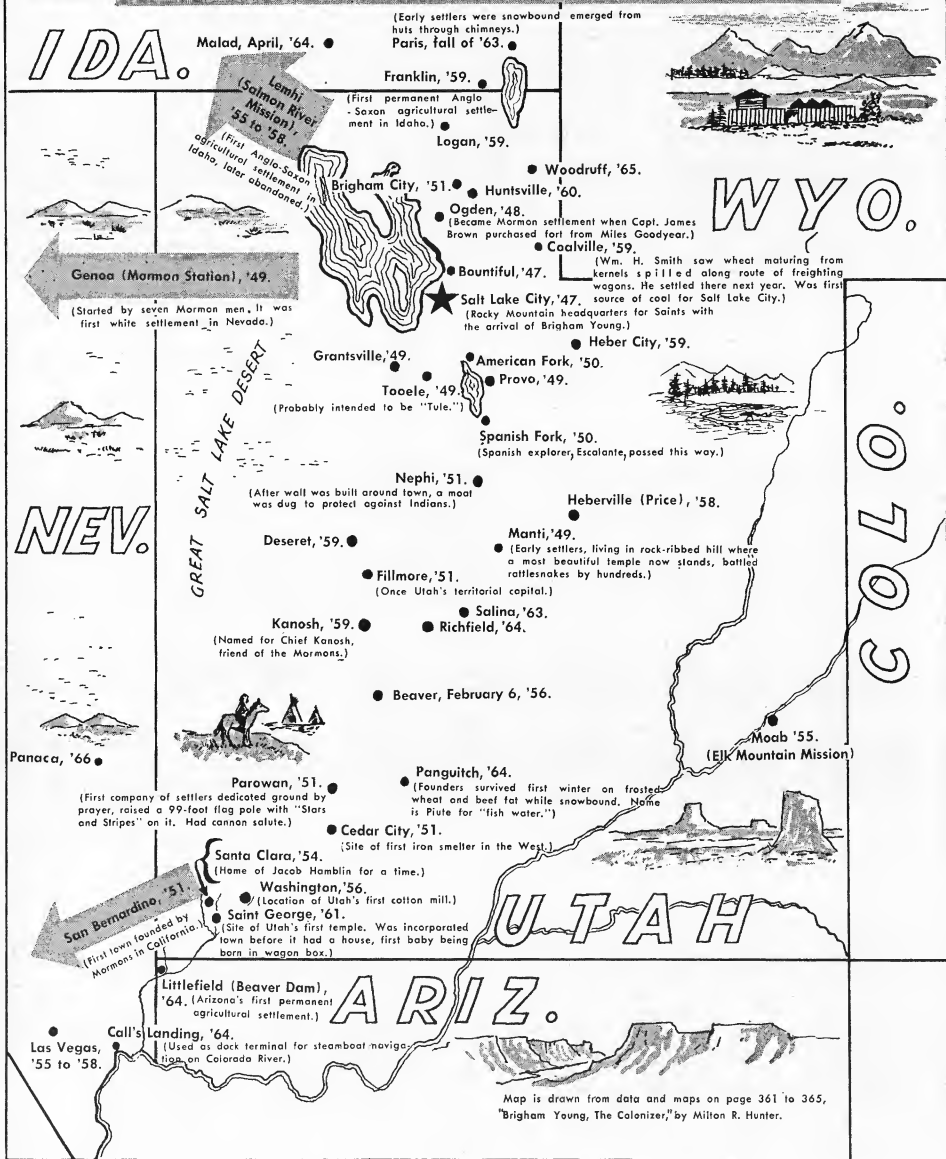 (Early settlers were snowbound emerged from
huts through chimneys.)
IDA.
Malad, April, '64.
Paris, fall of '63.
Lemhi
(Salmon River
Mission),
'55 to '58.
(First Anglo-Saxon
agricultural settlement in
Idaho, later abandoned.)
Franklin, '59.
(First permanent Anglo
-Saxon agricultural settle-
ment in Idaho.)
Logan, '59.
Woodruff, '65.
Brigham City, '51.
Huntsville, '60.
WYO.
Ogden, '48.
(Became Mormon settlement when Capt. James
Brown purchased fort from Miles Goodyear.)
Coalville, '59.
(Wm. H. Smith saw wheat maturing from
kernels spilled along route of freighting
wagons. He settled there next year. Was first
source of coal for Salt Lake City.)
Genoa (Mormon Station), '49.
(Started by seven Mormon men. It was
first white settlement in Nevada.)
Bountiful, '47.
Salt Lake City, '47.
(Rocky Mountain headquarters for Saints with
the arrival of Brigham Young.)
Heber City, '59.
Grantsville, '49.
American Fork, '50.
Tooele, '49.
(Probably intended to be "Tule.")
Provo, '49.
GREAT SALT LAKE DESERT
Spanish Fork, '50.
(Spanish explorer, Escalante, passed this way.)
COLO.
Nephi, '51.
(After wall was built around town, a moat
was dug to protect against Indians.)
Heberville (Price), '58.
NEV.
Manti, '49.
(Early settlers, living in rock-ribbed hill where
a most beautiful temple now stands, battled
rattlesnakes by hundreds.)
Deseret, '59.
Fillmore, '51.
(Once Utah's territorial capital.)
Salina, '63.
Kanosh, '59.
(Named for Chief Kanosh,
friend of the Mormons.)
Richfield, '64.
Beaver, February 6, '56.
Moab '55.
(Elk Mountain Mission)
Panaca, '66
Parowan, '51.
(First company of settlers dedicated ground by
prayer, raised a 99-foot flag pole with "Stars
and Stripes" on it. Had cannon salute.)
Panguitch, '64.
(Founders survived first winter on frosted
wheat and beef fat while snowbound. Name
is Piute for "fish water.")
Cedar City, '51.
(Site of first iron smelter in the West.)
Santa Clara, '54.
(Home of Jacob Hamblin for a time.)
Washington, '56.
(Location of Utah's first cotton mill.)
San Bernardino, '51.
(First town founded by
Mormons in California.)
Saint George, '61.
(Site of Utah's first temple. Was incorporated
town before it had a house, first baby being
born in wagon box.)
UTAH
Littlefield (Beaver Dam),
'64. (Arizona's first permanent
agricultural settlement.)
ARIZ.
Call's Landing, '64.
(Used as dock terminal for steamboat naviga-
tion on Colorado River.)
Las Vegas,
'55 to '58.
Map is drawn from data and maps on page 361 to 365,
"Brigham Young, The Colonizer," by Milton R. Hunter.